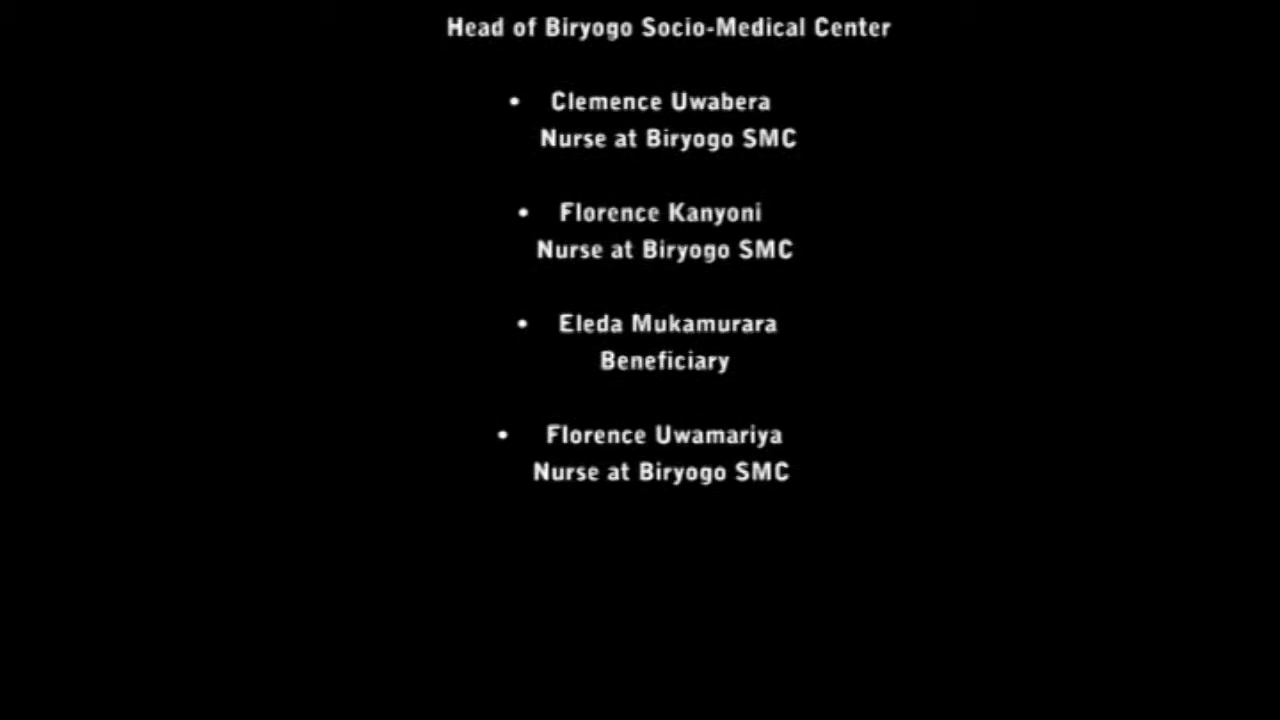 Head of Biryogo Socio-Medical Center
• Clemence Uwabera
Nurse at Biryogo SMC
• Florence Kanyoni
Nurse at Biryogo SMC
• Eleda Mukamurara
Beneficiary
• Florence Uwamariya
Nurse at Biryogo SMC